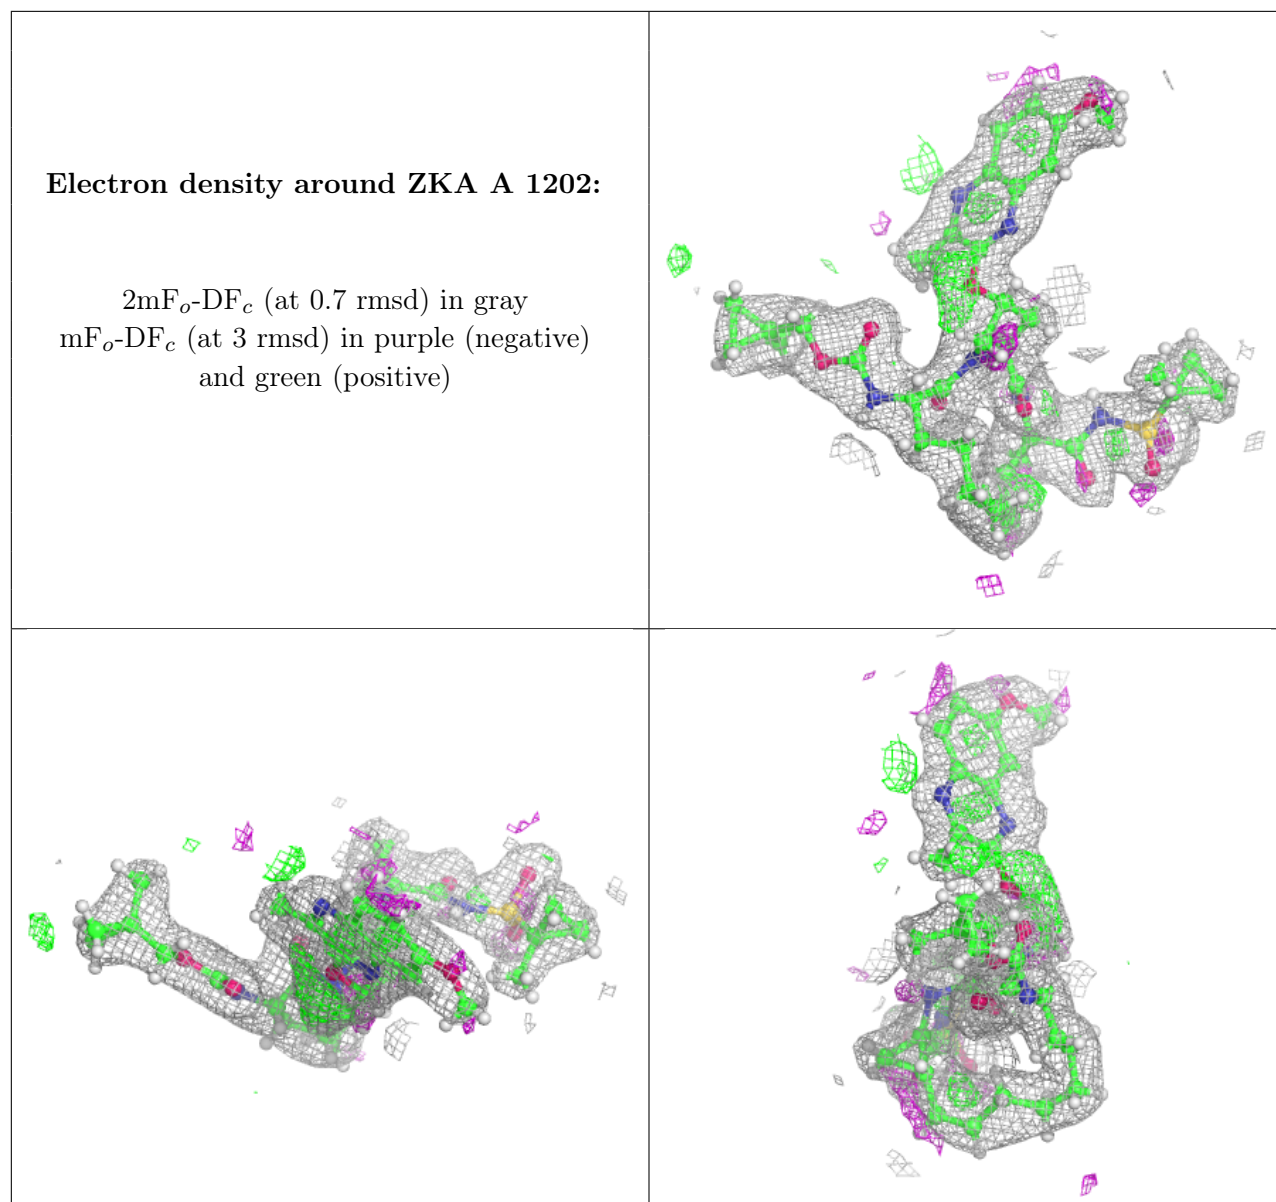 Electron density around ZKA A 1202:
2mFₒ-DF𝒸 (at 0.7 rmsd) in gray
mFₒ-DF𝒸 (at 3 rmsd) in purple (negative)
and green (positive)